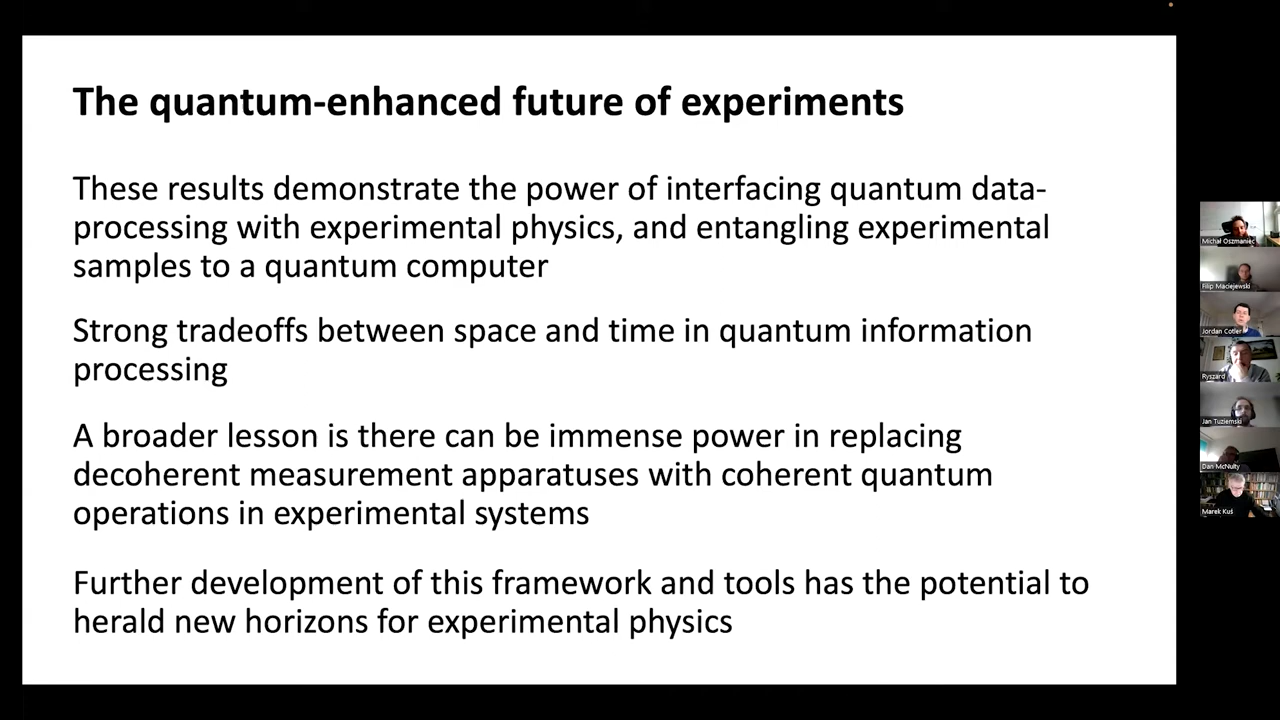 The quantum-enhanced future of experiments
These results demonstrate the power of interfacing quantum data-
processing with experimental physics, and entangling experimental
samples to a quantum computer
Strong tradeoffs between space and time in quantum information
processing
A broader lesson is there can be immense power in replacing
decoherent measurement apparatuses with coherent quantum
operations in experimental systems
Further development of this framework and tools has the potential to
herald new horizons for experimental physics
Michał Oszmaniec
Filip Maciejewski
Jordan Cotler
Ryszard
Jan Tuziemski
Dan McNulty
Marek Kuś